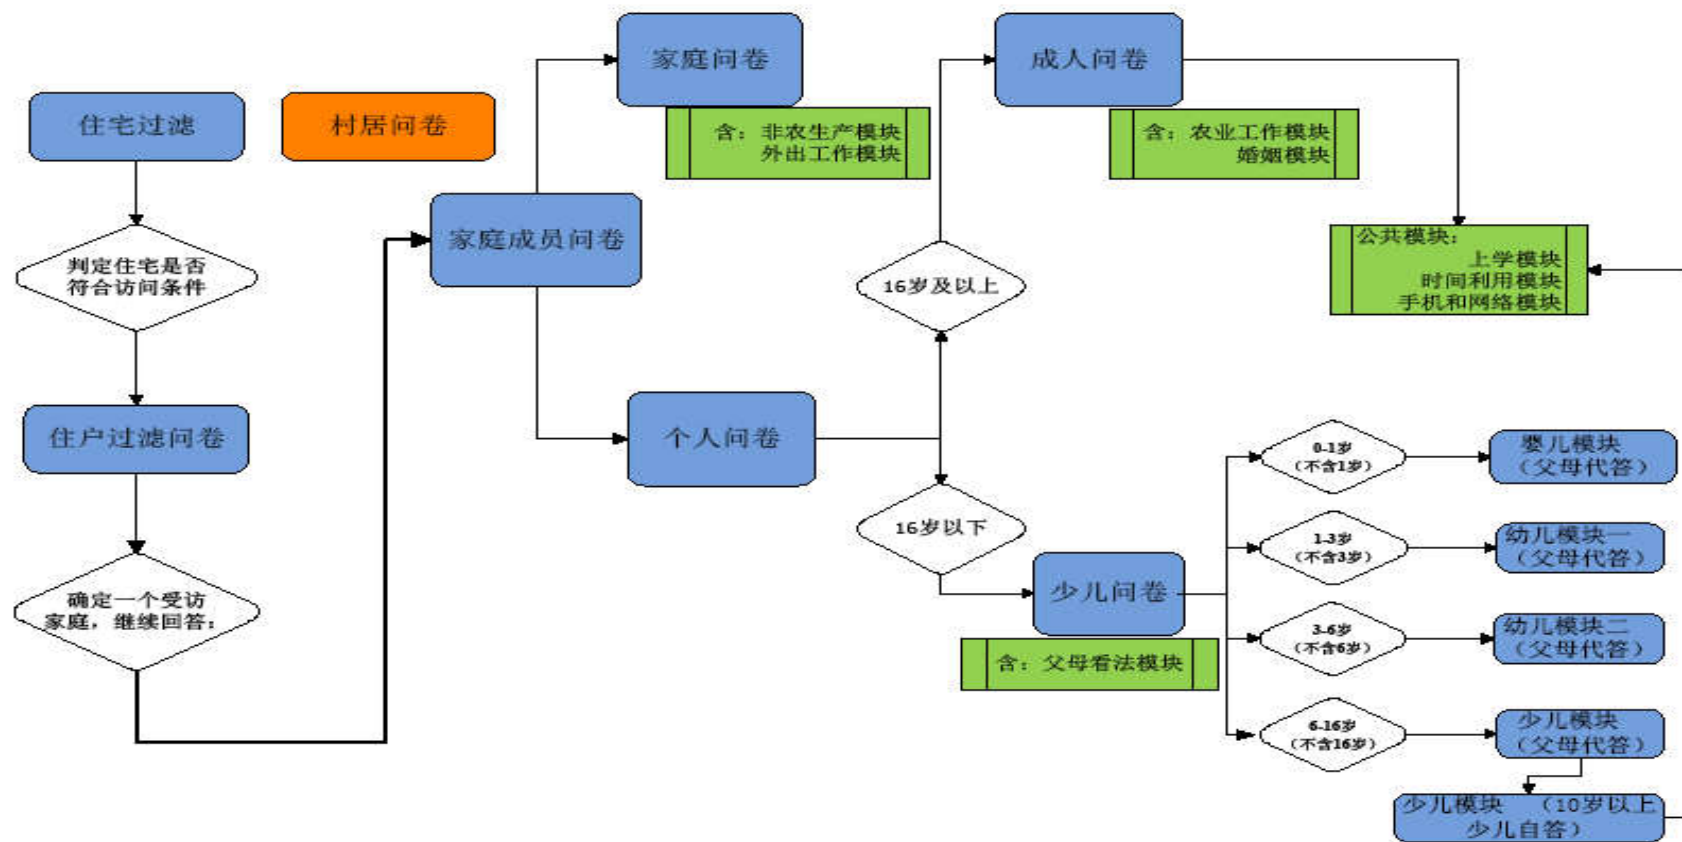 住宅过滤
村居问卷
家庭问卷
含：非农生产模块
外出工作模块
成人问卷
含：农业工作模块
婚姻模块
家庭成员问卷
判定住宅是否
符合访问条件
16岁及以上
公共模块：
上学模块
时间利用模块
手机和网络模块
住户过滤问卷
个人问卷
16岁以下
确定一个受访
家庭，继续回答：
少儿问卷
含：父母看法模块
0-1岁
（不含1岁）
婴儿模块
（父母代答）
1-3岁
（不含3岁）
幼儿模块一
（父母代答）
3-6岁
（不含6岁）
幼儿模块二
（父母代答）
6-16岁
（不含16岁）
少儿模块
（父母代答）
少儿模块　（10岁以上
少儿自答）